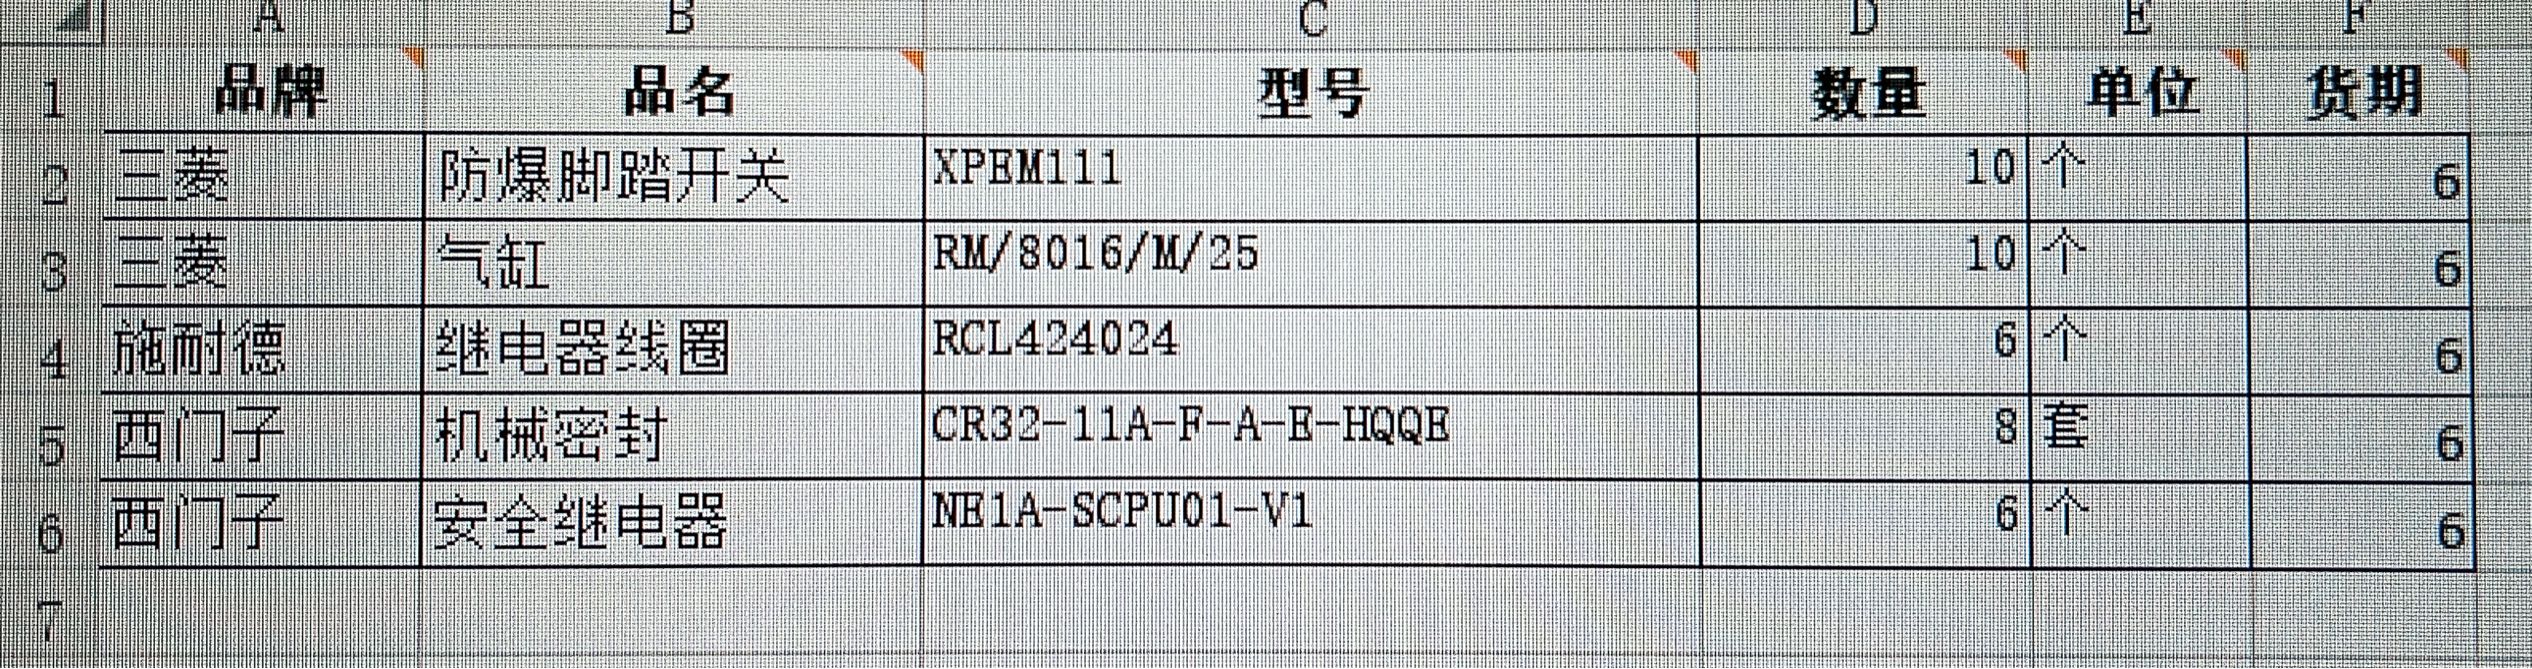 A B C D E F
1 品牌 品名 型号 数量 单位 货期
2 三菱 防爆脚踏开关 XPEM111 10 个 6
3 三菱 气缸 RM/8016/M/25 10 个 6
4 施耐德 继电器线圈 RCL424024 6 个 6
5 西门子 机械密封 CR32-11A-F-A-E-HQQE 8 套 6
6 西门子 安全继电器 NE1A-SCPU01-V1 6 个 6
7